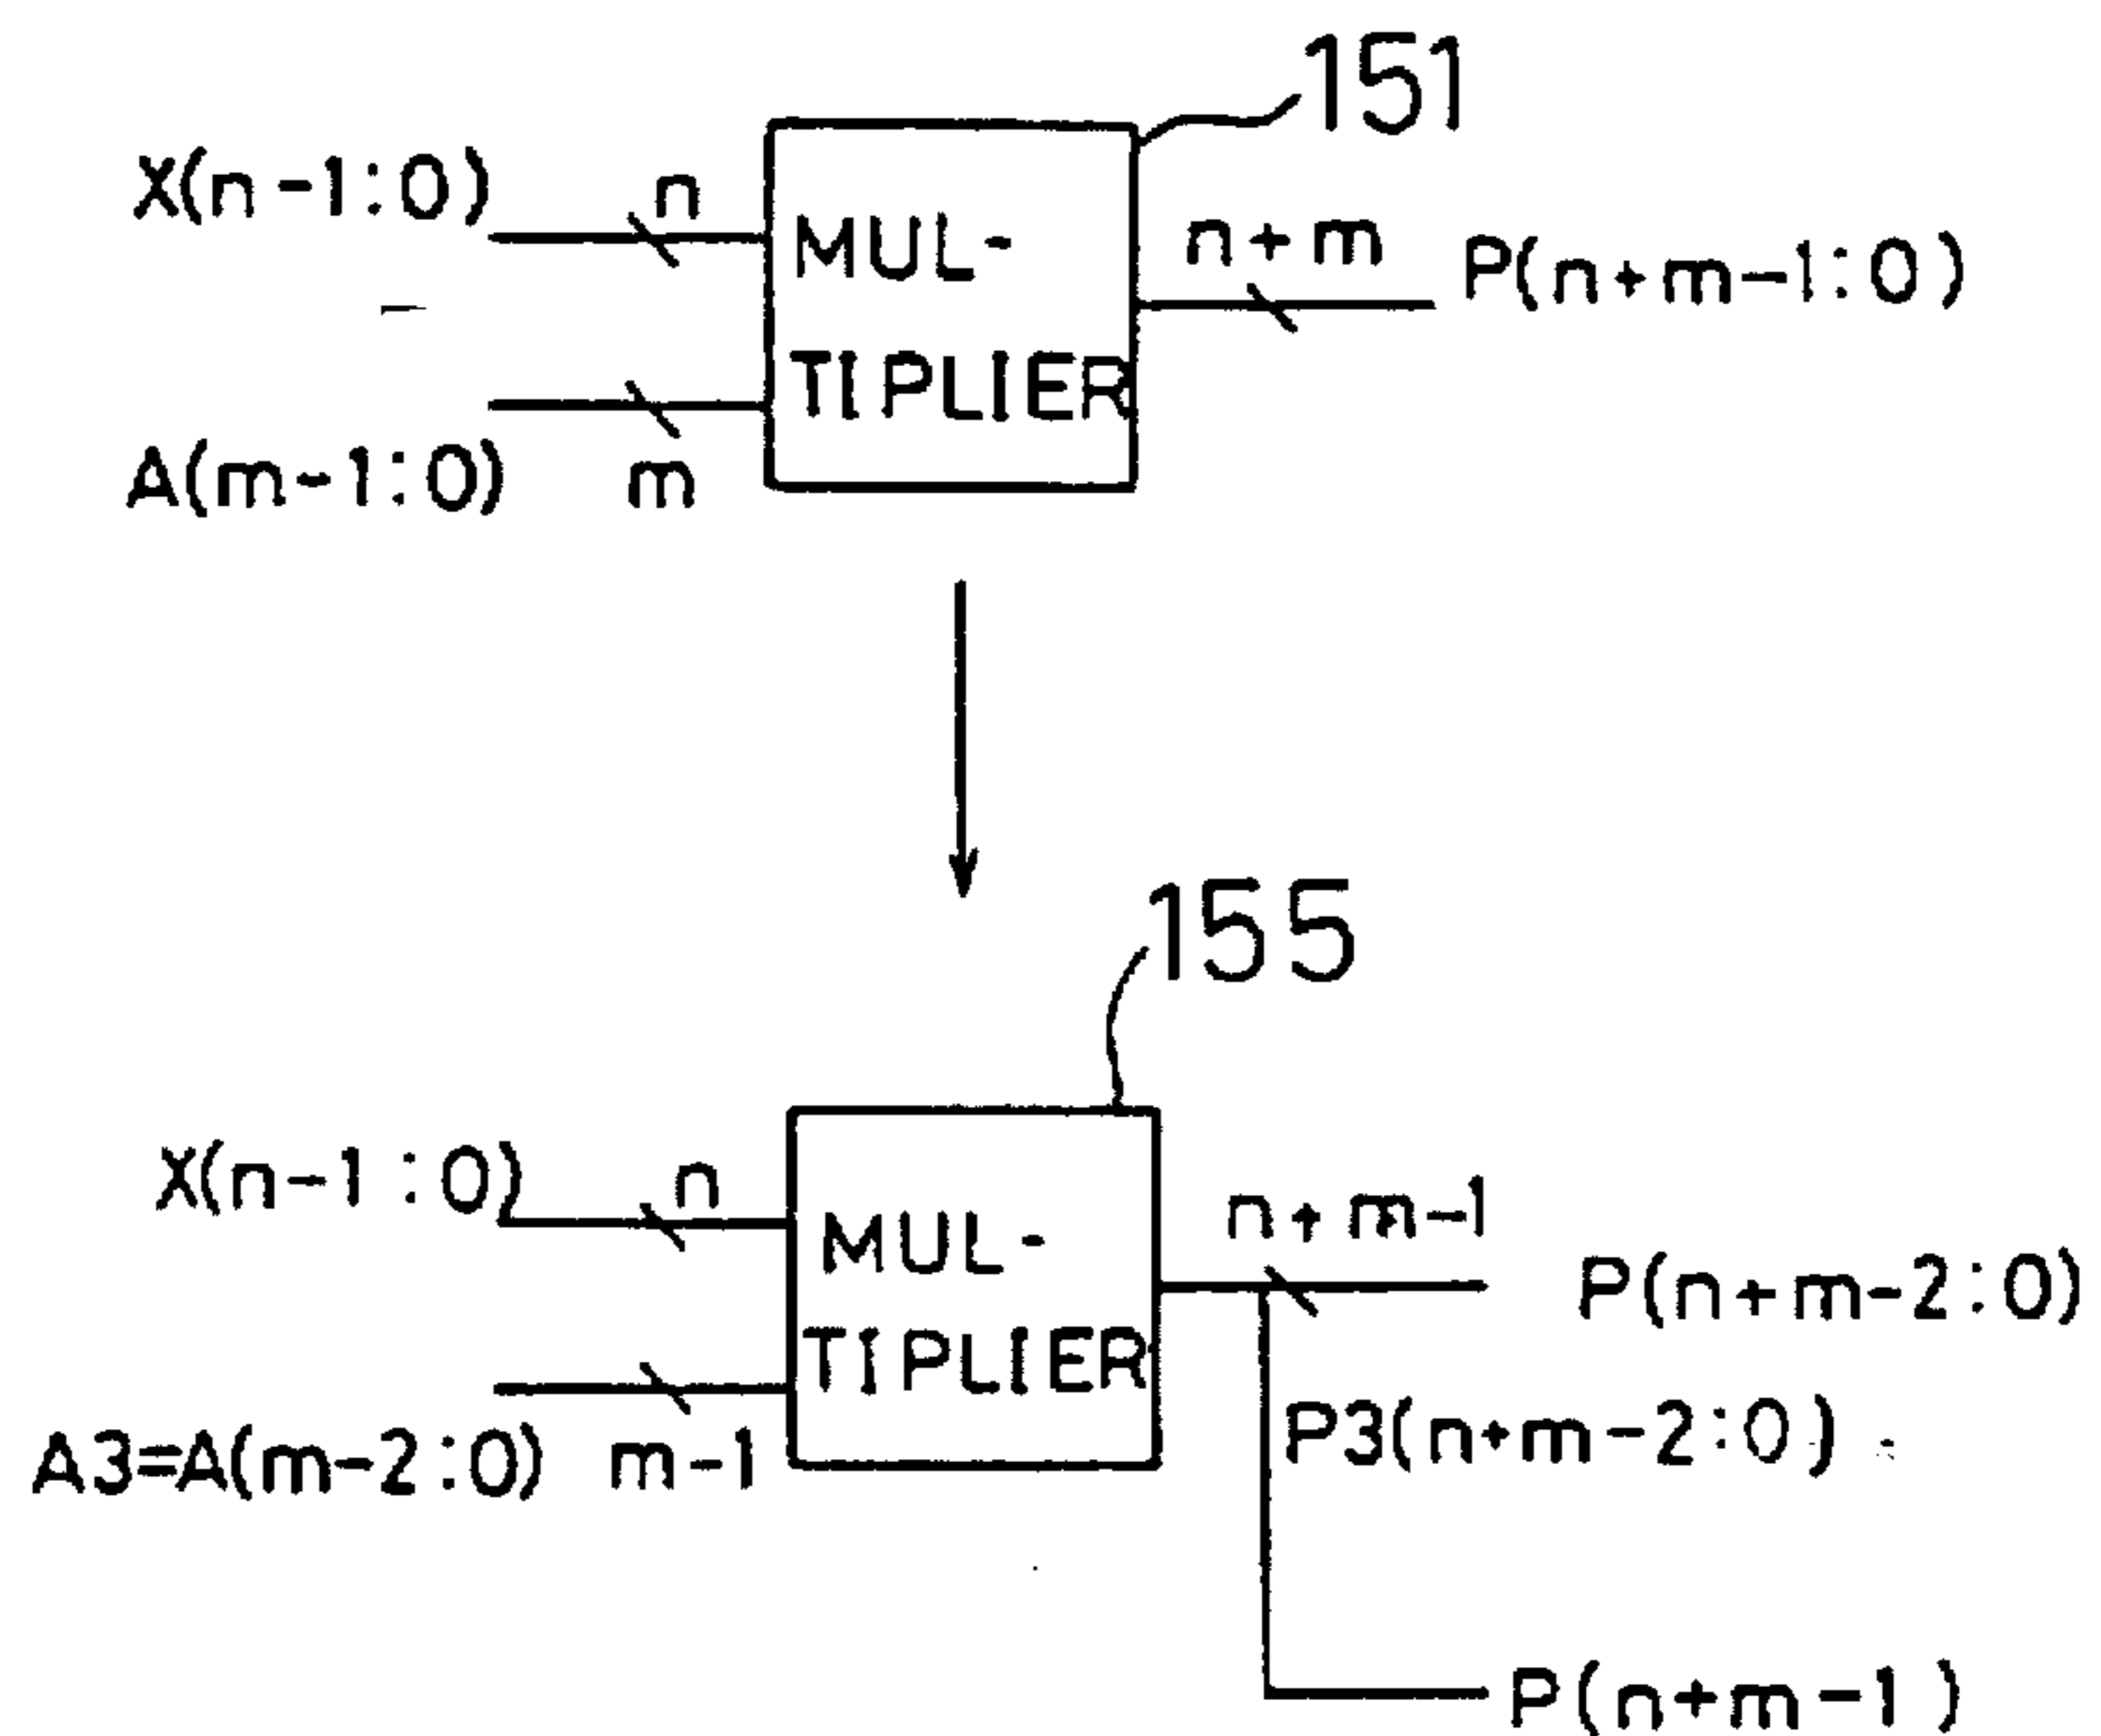 151
X(n-1:0)
n
MUL-
TIPLIER
n+m
P(n+m-1:0)
A(m-1:0)
m
155
X(n-1:0)
n
MUL-
TIPLIER
n+m-1
P(n+m-2:0)
P3(n+m-2:0)
A3=A(m-2:0)
m-1
P(n+m-1)